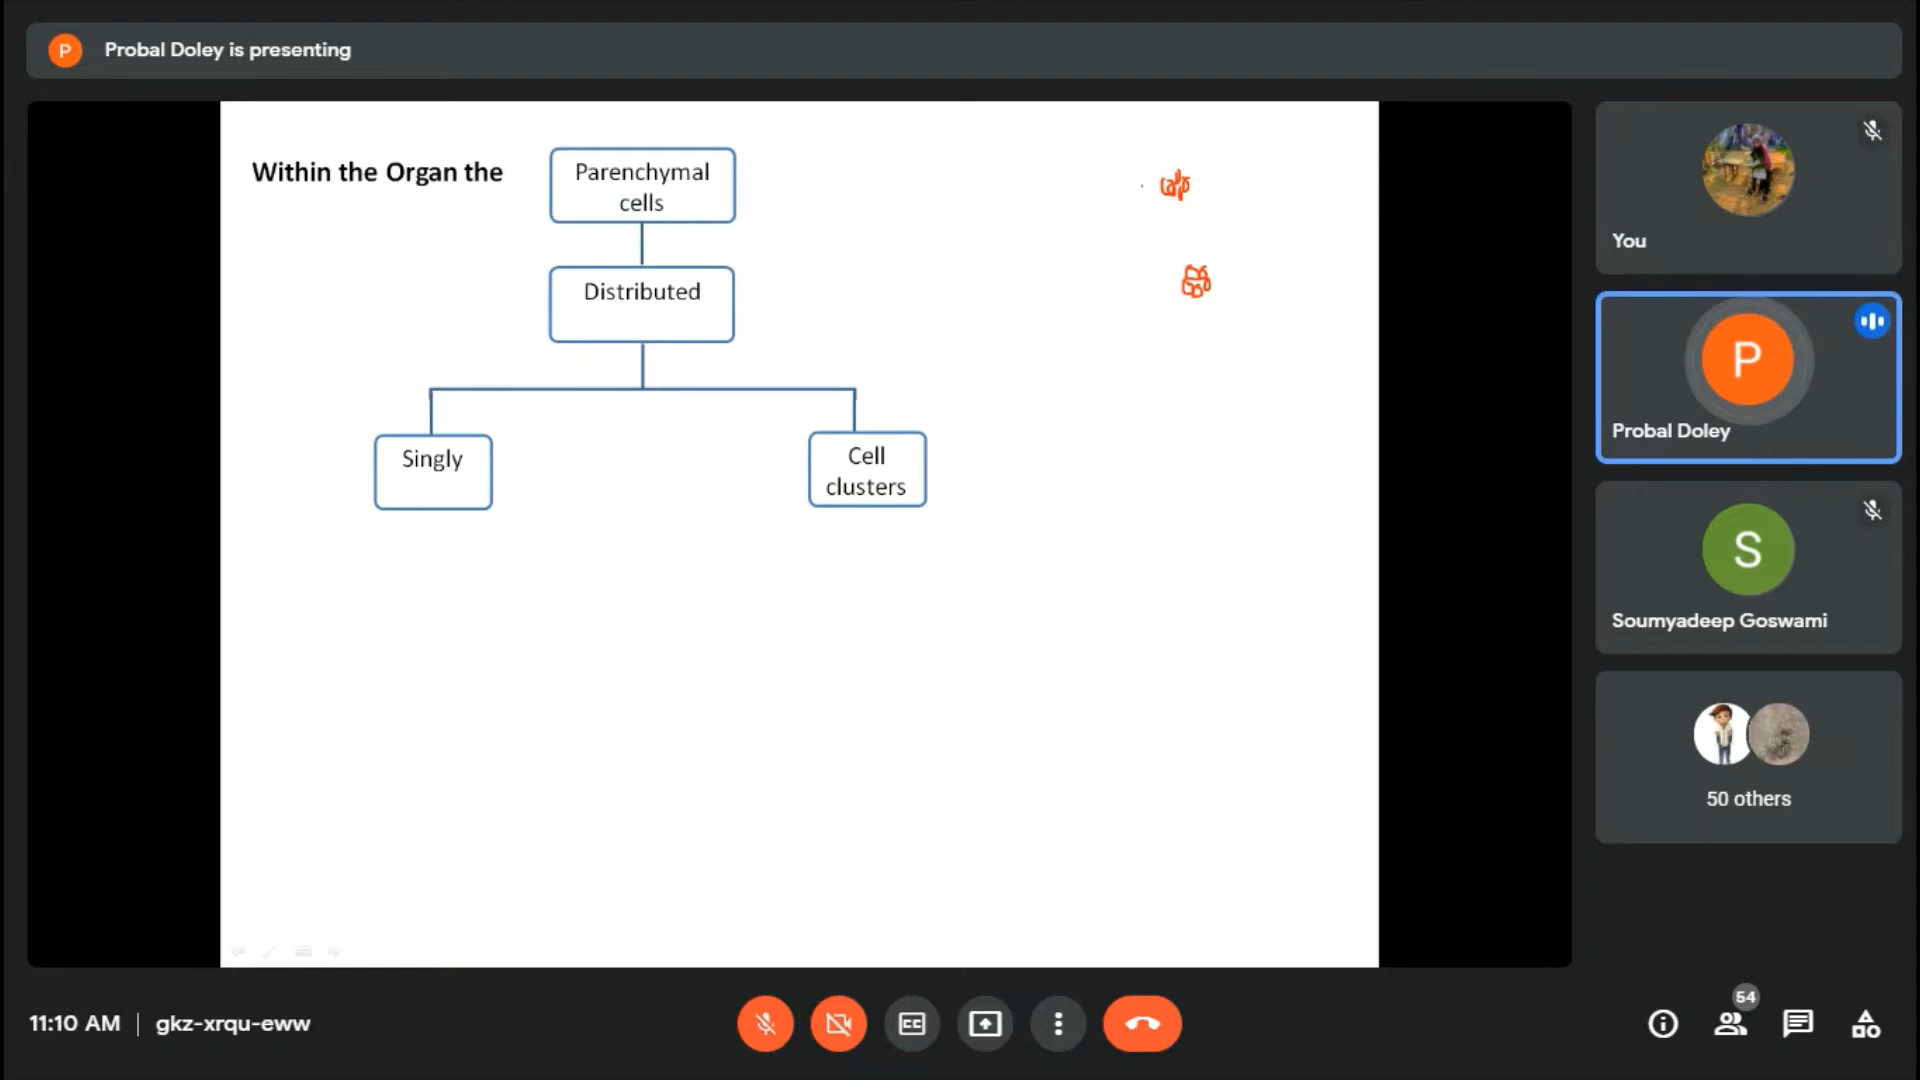 P Probal Doley is presenting
Within the Organ the
Parenchymal
cells
Distributed
Singly
Cell
clusters
You
P
Probal Doley
S
Soumyadeep Goswami
50 others
11:10 AM | gkz-xrqu-eww
CC
54